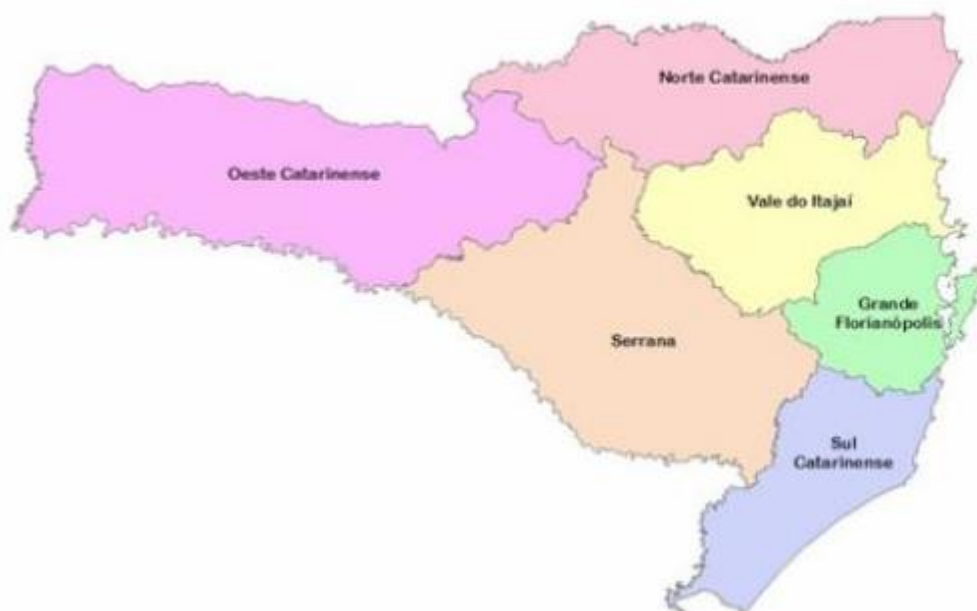 Norte Catarinense
Oeste Catarinense
Vale do Itajaí
Grande
Florianópolis
Serrana
Sul
Catarinense